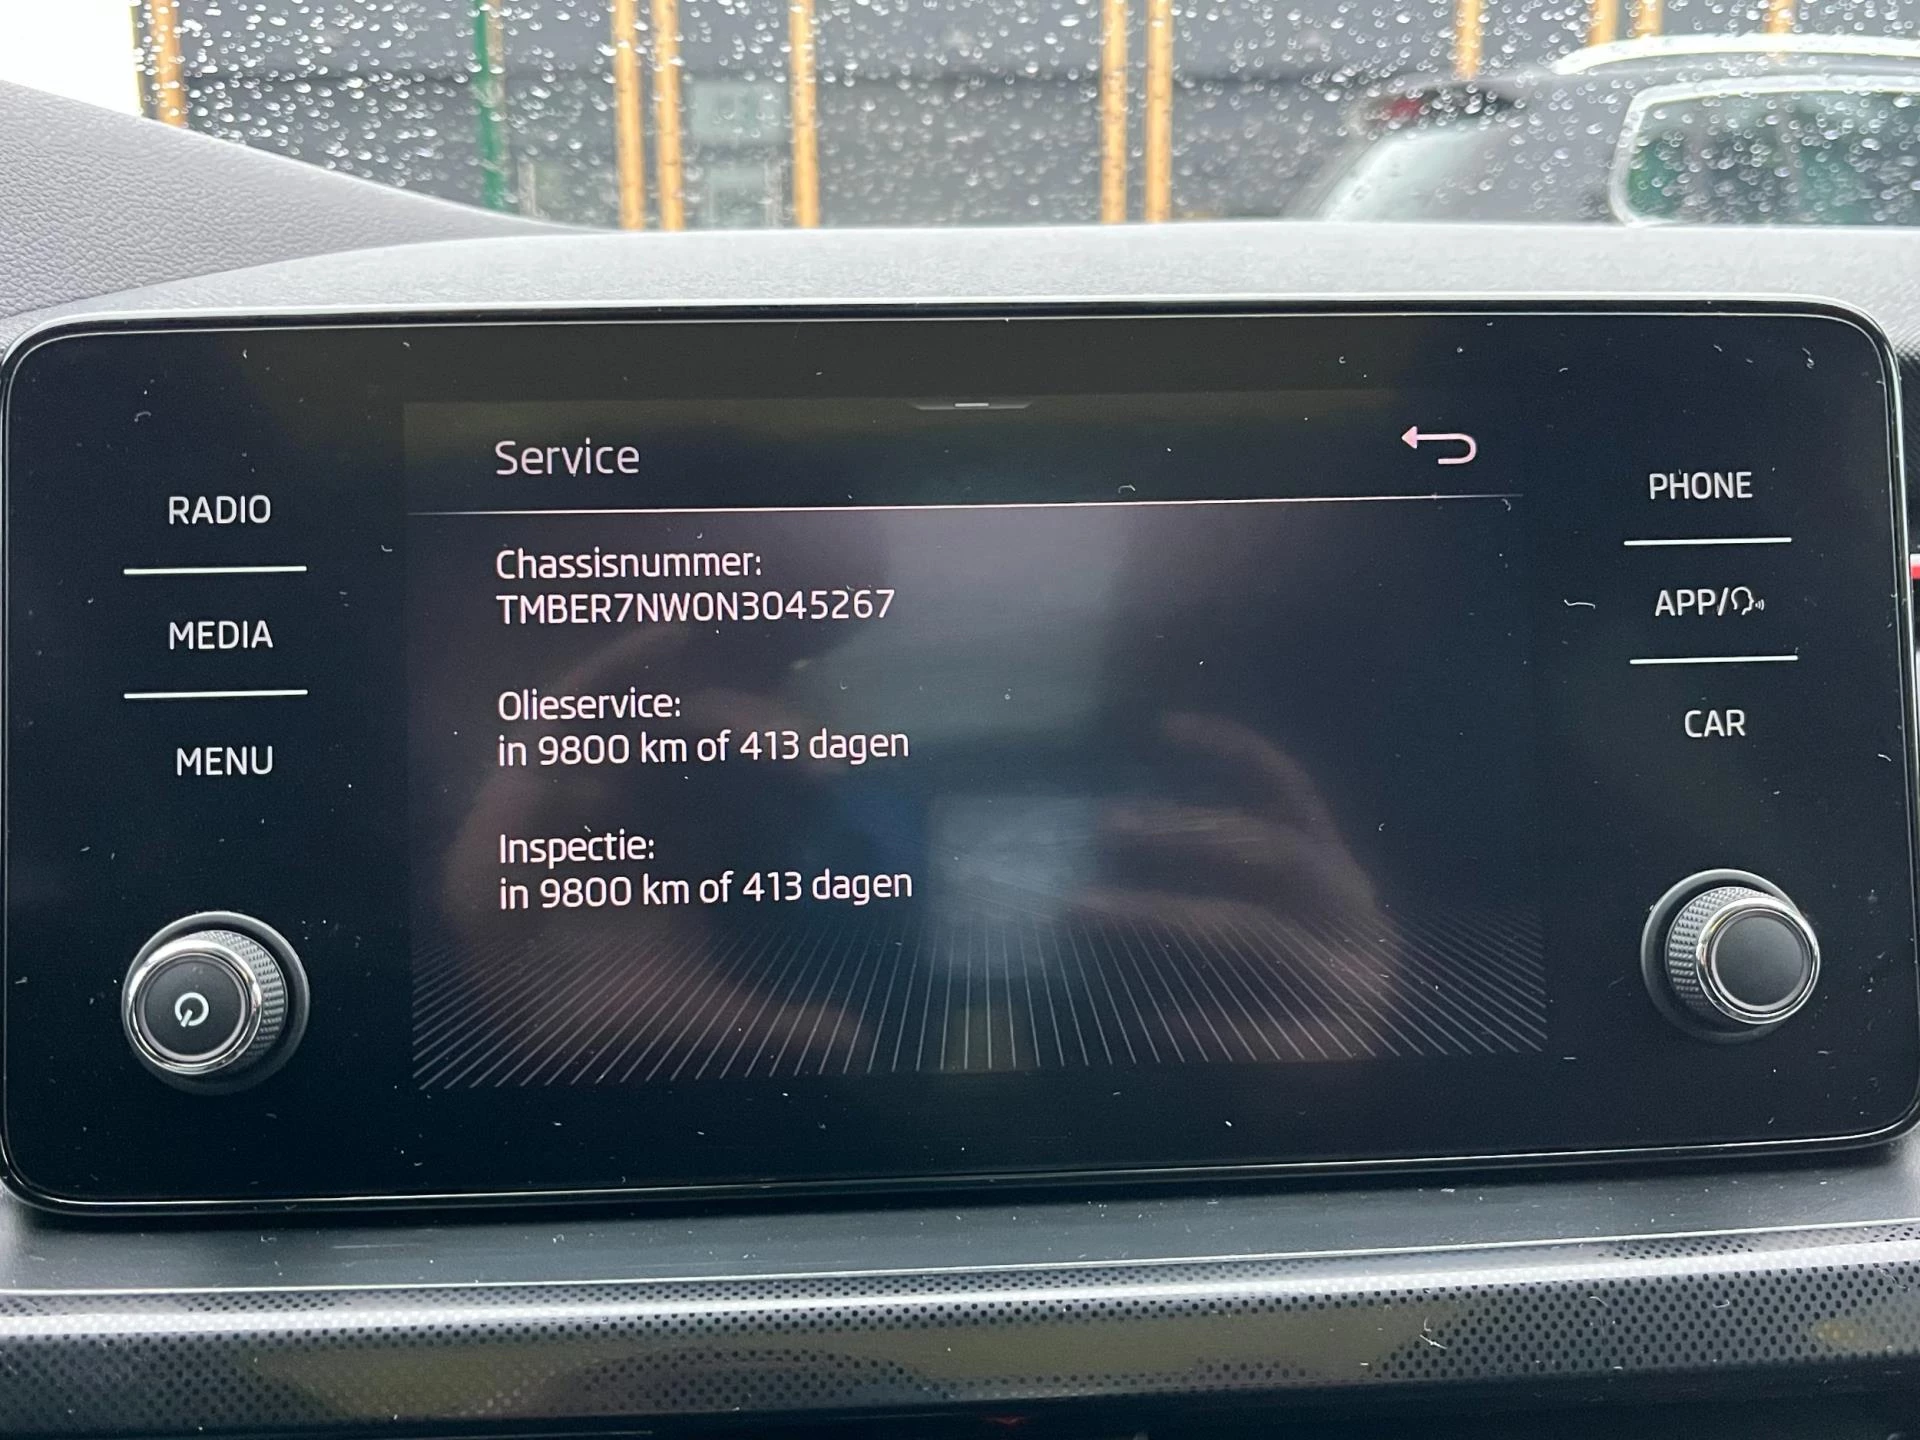 Service
RADIO
MEDIA
MENU
Chassisnummer:
TMBER7NW0N3045267
Olieservice:
in 9800 km of 413 dagen
Inspectie:
in 9800 km of 413 dagen
PHONE
APP/
CAR